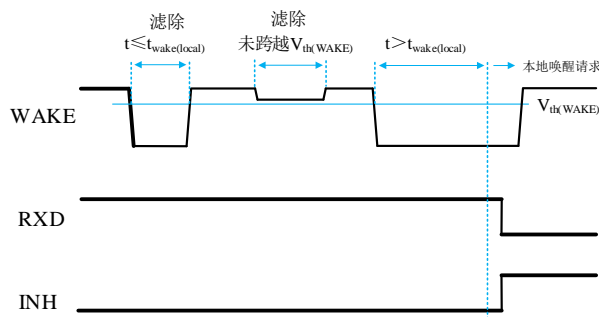 滤除
t≤twake(local)
滤除
未跨越Vth(WAKE)
t>twake(local)
本地唤醒请求
WAKE
Vth(WAKE)
RXD
INH